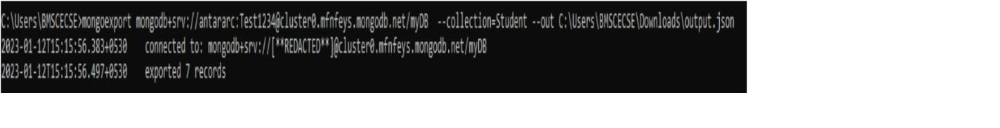 C:\Users\BMSCECSE>mongoexport mongodb+srv://antararc:Test1234@cluster0.mfnfeys.mongodb.net/myDB  --collection=Student --out C:\Users\BMSCECSE\Downloads\output.json
2023-01-12T15:15:56.383+0530    connected to: mongodb+srv://[**REDACTED**]@cluster0.mfnfeys.mongodb.net/myDB
2023-01-12T15:15:56.497+0530    exported 7 records